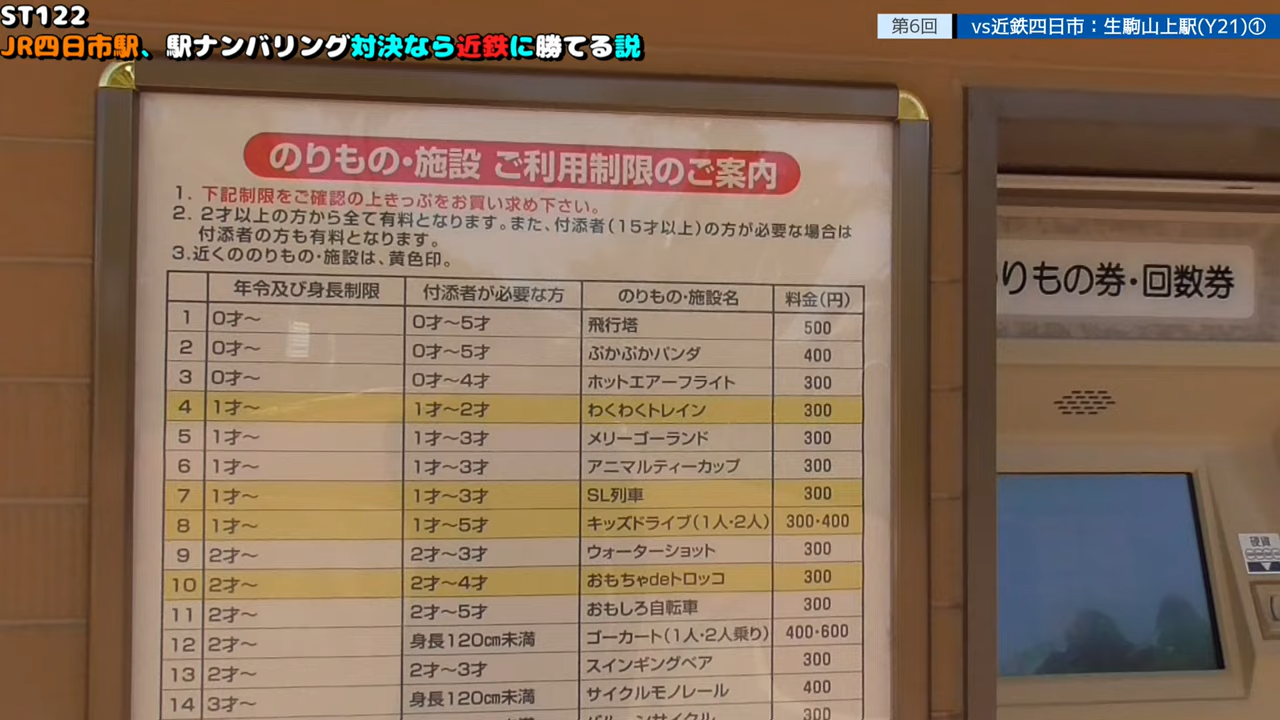 ST122
JR四日市駅、駅ナンバリング対決なら近鉄に勝てる説
第6回 vs近鉄四日市：生駒山上駅(Y21)①
のりもの・施設 ご利用制限のご案内
1. 下記制限をご確認の上きっぷをお買い求め下さい。
2. 2才以上の方から全て有料となります。また、付添者(15才以上)の方が必要な場合は
付添者の方も有料となります。
3.近くののりもの・施設は、黄色印。
年令及び身長制限 付添者が必要な方 のりもの・施設名 料金(円)
1 0才〜 0才〜5才 飛行塔 500
2 0才〜 0才〜5才 ぷかぷかパンダ 400
3 0才〜 0才〜4才 ホットエアーフライト 300
4 1才〜 1才〜2才 わくわくトレイン 300
5 1才〜 1才〜3才 メリーゴーランド 300
6 1才〜 1才〜3才 アニマルティーカップ 300
7 1才〜 1才〜3才 SL列車 300
8 1才〜 1才〜5才 キッズドライブ(1人・2人) 300・400
9 2才〜 2才〜3才 ウォーターショット 300
10 2才〜 2才〜4才 おもちゃdeトロッコ 300
11 2才〜 2才〜5才 おもしろ自転車 300
12 2才〜 身長120cm未満 ゴーカート(1人・2人乗り) 400・600
13 2才〜 2才〜3才 スインギングベア 300
14 3才〜 身長120cm未満 サイクルモノレール 400
バルーンサイクル 300
りもの券・回数券
硬貨